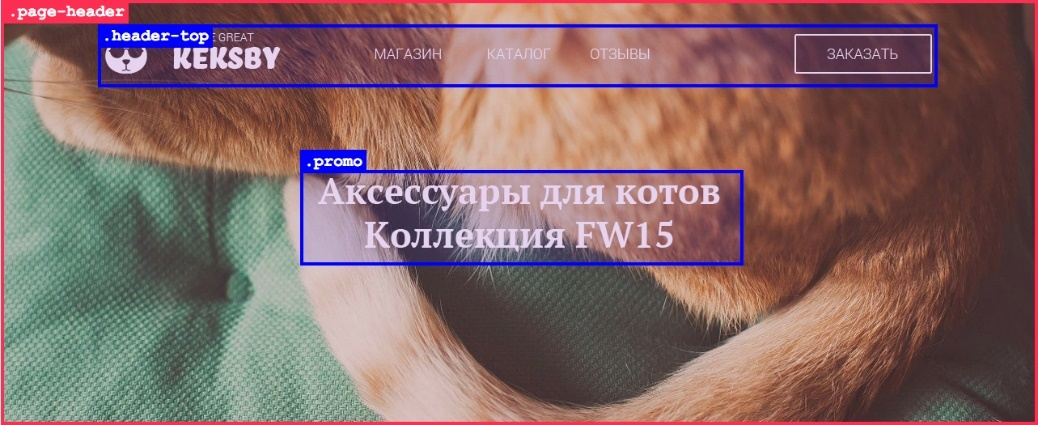 .page-header
.header-top
E GREAT
KEKSBY
МАГАЗИН КАТАЛОГ ОТЗЫВЫ ЗАКАЗАТЬ
.promo
Аксессуары для котов
Коллекция FW15